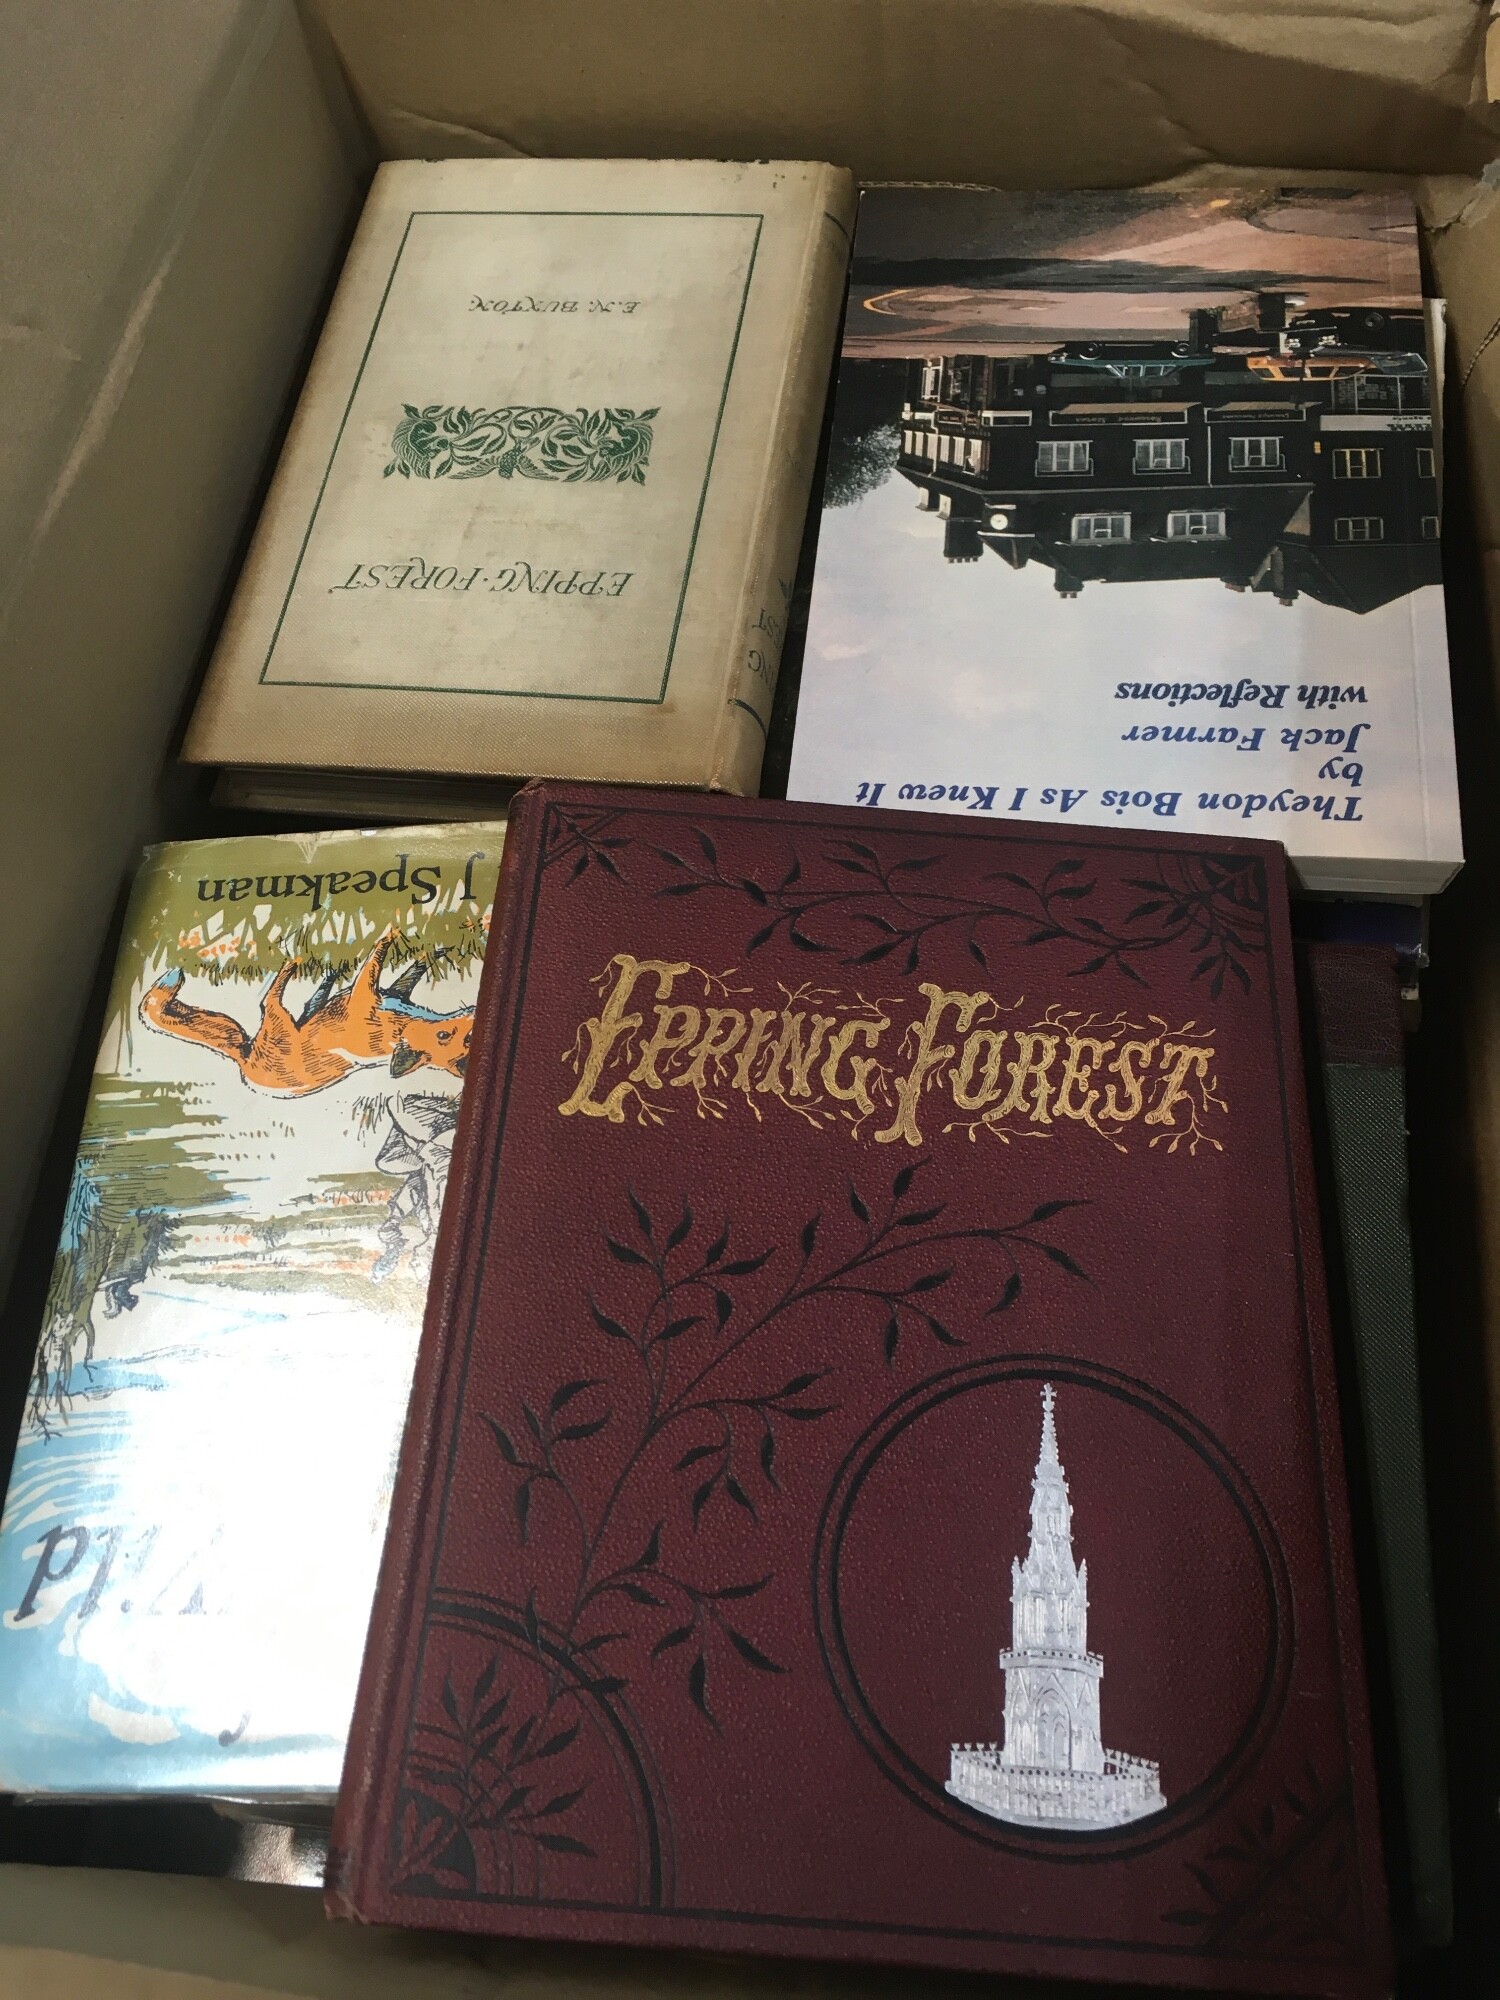 EPPING·FOREST
E.N. BUXTON.
Theydon Bois As I Knew It
by
Jack Farmer
with Reflections
J Speakman
EPPING FOREST